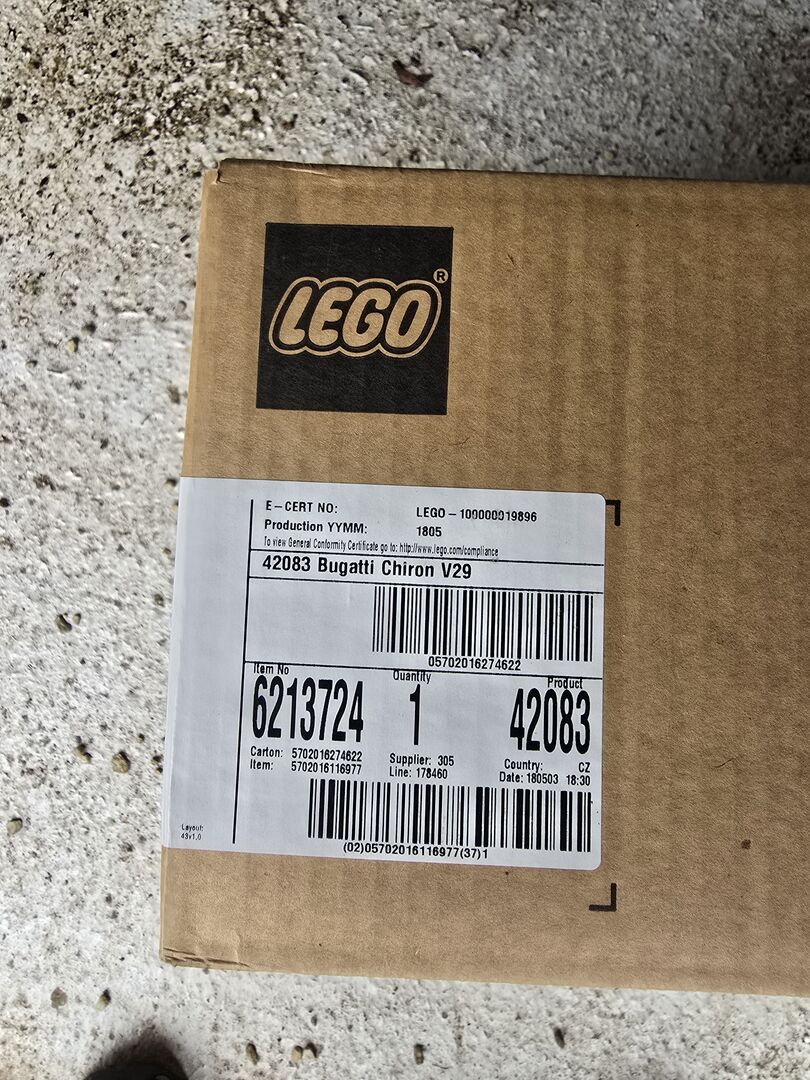 LEGO®
E-CERT NO: LEGO - 100000019896
Production YYMM: 1805
To view General Conformity Certificate go to: http://www.lego.com/compliance
42083 Bugatti Chiron V29
05702016274622
Item No Quantity Product
6213724 1 42083
Carton: 5702016274622 Supplier: 305 Country: CZ
Item: 5702016116977 Line: 178460 Date: 180503 18:30
Layout:
43v1.0
(02)05702016116977(37)1